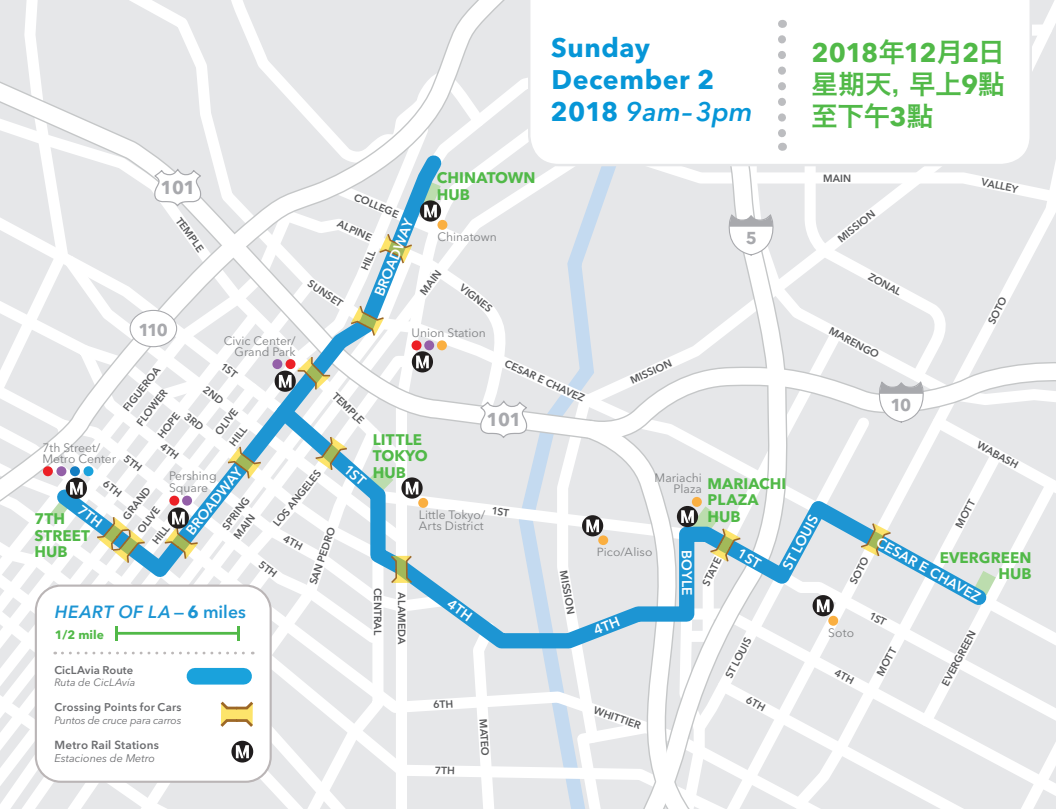 Sunday
December 2
2018 9am–3pm
2018年12月2日
星期天, 早上9點
至下午3點
MAIN
VALLEY
101
CHINATOWN
HUB
M
Chinatown
COLLEGE
ALPINE
HILL
BROADWAY
MAIN
TEMPLE
SUNSET
VIGNES
5
MISSION
ZONAL
SOTO
MARENGO
110
Civic Center/
Grand Park
M
Union Station
M
CESAR E CHAVEZ
MISSION
10
101
1ST
2ND
3RD
4TH
5TH
6TH
FIGUEROA
FLOWER
HOPE
OLIVE
HILL
TEMPLE
WABASH
7th Street/
Metro Center
M
7TH
7TH
STREET
HUB
GRAND
OLIVE
HILL
Pershing
Square
M
BROADWAY
SPRING
MAIN
LOS ANGELES
4TH
5TH
SAN PEDRO
1ST
LITTLE
TOKYO
HUB
M
Little Tokyo/
Arts District
1ST
M
Pico/Aliso
Mariachi
Plaza
M
MARIACHI
PLAZA
HUB
MOTT
BOYLE
STATE
1ST
ST LOUIS
SOTO
CESAR E CHAVEZ
EVERGREEN
HUB
CENTRAL
ALAMEDA
4TH
MISSION
4TH
M
Soto
1ST
ST LOUIS
MOTT
4TH
EVERGREEN
6TH
6TH
WHITTIER
MATEO
7TH
HEART OF LA – 6 miles
1/2 mile
CicLAvia Route
Ruta de CicLAvía
Crossing Points for Cars
Puntos de cruce para carros
Metro Rail Stations
Estaciones de Metro
M